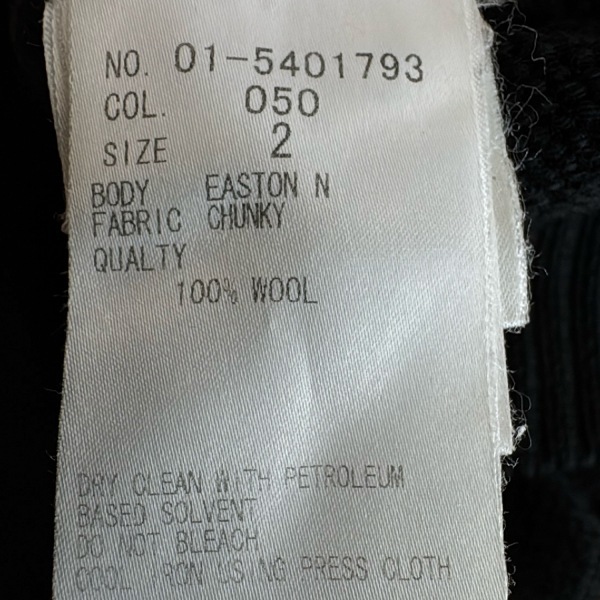 NO. 01-5401793
COL. 050
SIZE 2
BODY EASTON N
FABRIC CHUNKY
QUALTY
100% WOOL
DRY CLEAN WITH PETROLEUM
BASED SOLVENT
DO NOT BLEACH
COOL IRON USING PRESS CLOTH